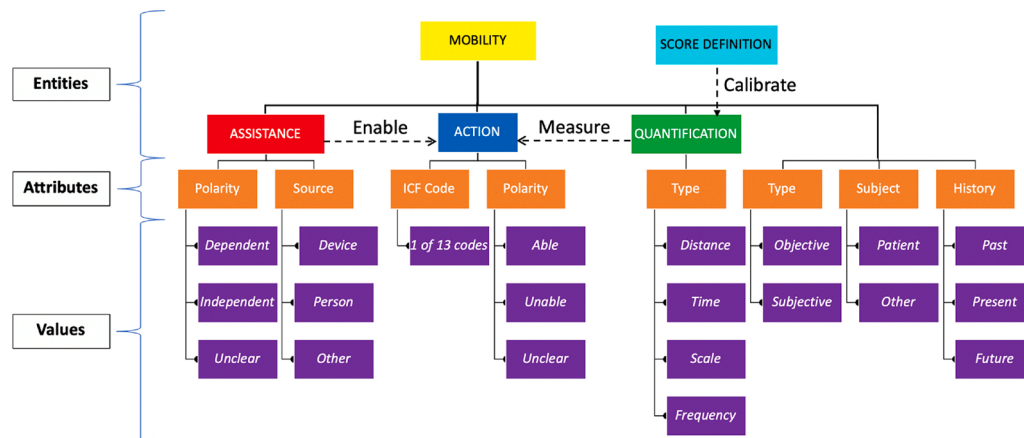 MOBILITY
SCORE DEFINITION
Entities
Calibrate
ASSISTANCE
Enable
ACTION
Measure
QUANTIFICATION
Attributes
Polarity
Source
ICF Code
Polarity
Type
Type
Subject
History
Dependent
Device
1 of 13 codes
Able
Distance
Objective
Patient
Past
Values
Independent
Person
Unable
Time
Subjective
Other
Present
Unclear
Other
Unclear
Scale
Future
Frequency